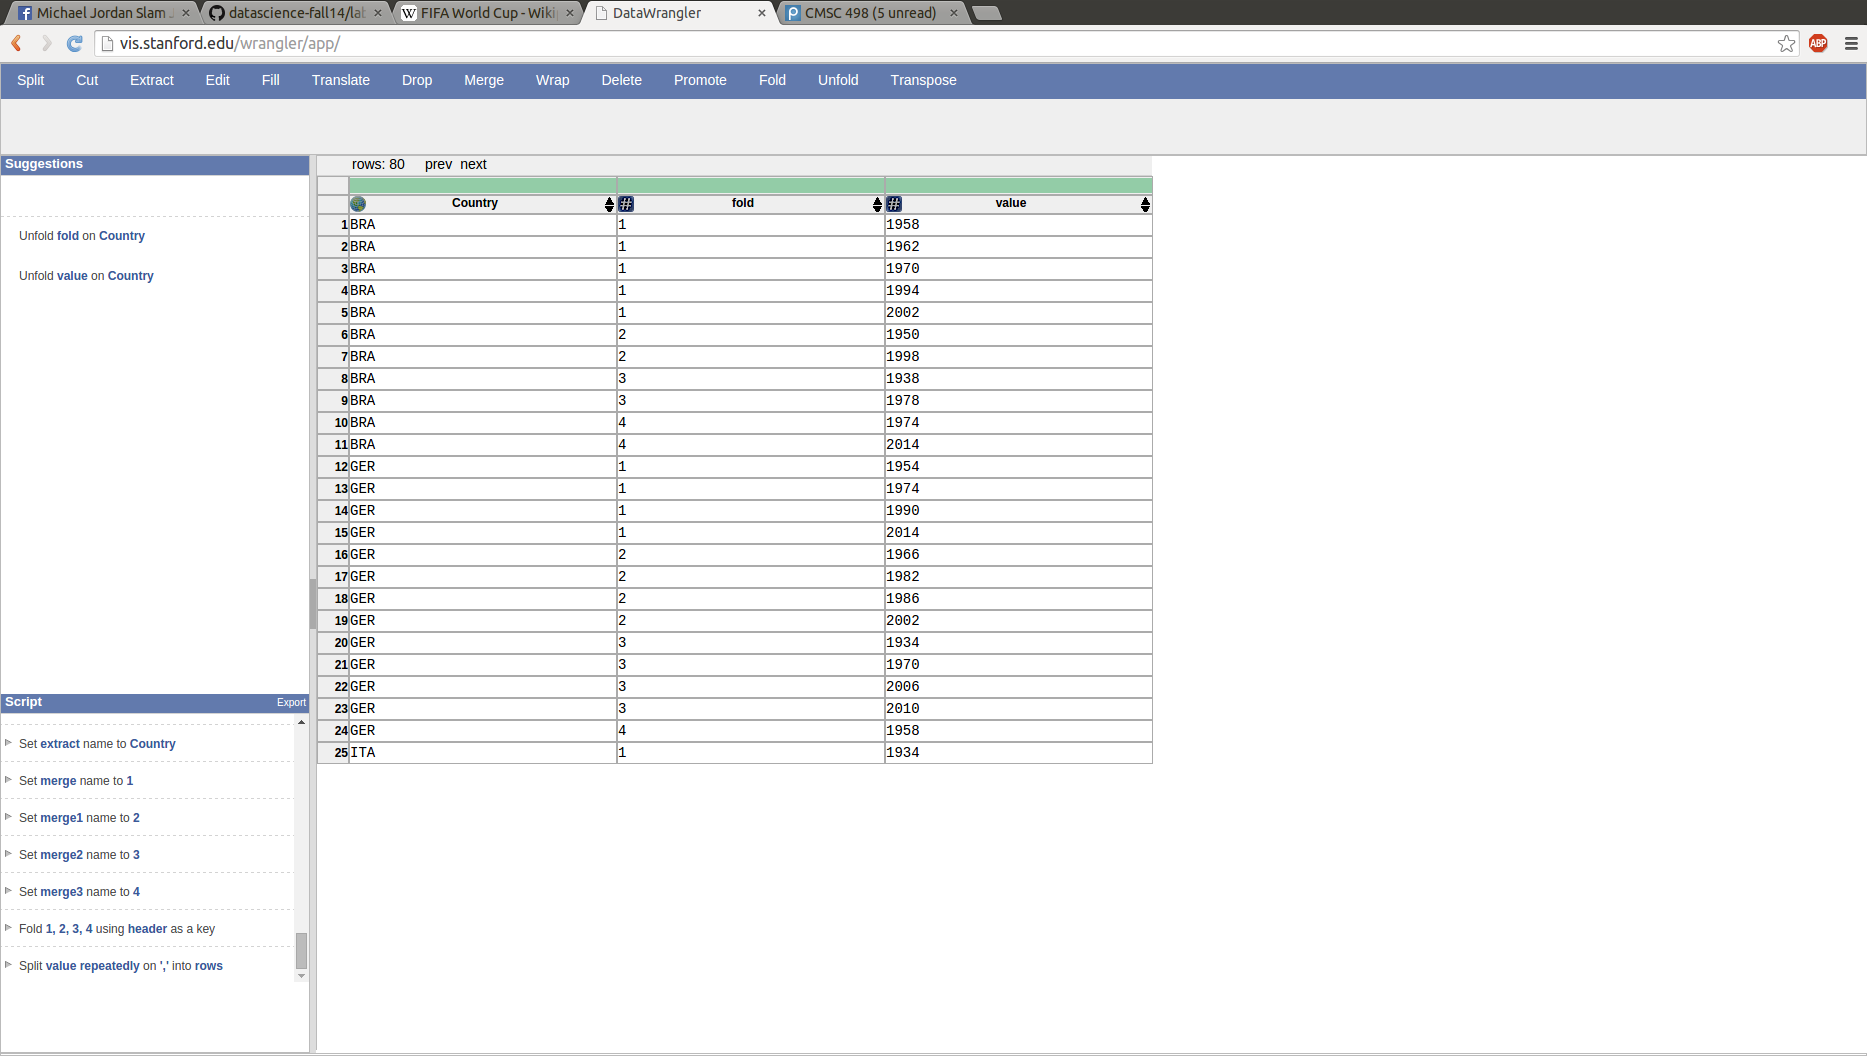 Michael Jordan Slam
datascience-fall14/la
FIFA World Cup - Wiki
DataWrangler
CMSC 498 (5 unread)
vis.stanford.edu/wrangler/app/
ABP
Split Cut Extract Edit Fill Translate Drop Merge Wrap Delete Promote Fold Unfold Transpose
Suggestions
Unfold fold on Country
Unfold value on Country
Script Export
Set extract name to Country
Set merge name to 1
Set merge1 name to 2
Set merge2 name to 3
Set merge3 name to 4
Fold 1, 2, 3, 4 using header as a key
Split value repeatedly on ',' into rows
rows: 80 prev next
Country # fold # value
1 BRA 1 1958
2 BRA 1 1962
3 BRA 1 1970
4 BRA 1 1994
5 BRA 1 2002
6 BRA 2 1950
7 BRA 2 1998
8 BRA 3 1938
9 BRA 3 1978
10 BRA 4 1974
11 BRA 4 2014
12 GER 1 1954
13 GER 1 1974
14 GER 1 1990
15 GER 1 2014
16 GER 2 1966
17 GER 2 1982
18 GER 2 1986
19 GER 2 2002
20 GER 3 1934
21 GER 3 1970
22 GER 3 2006
23 GER 3 2010
24 GER 4 1958
25 ITA 1 1934